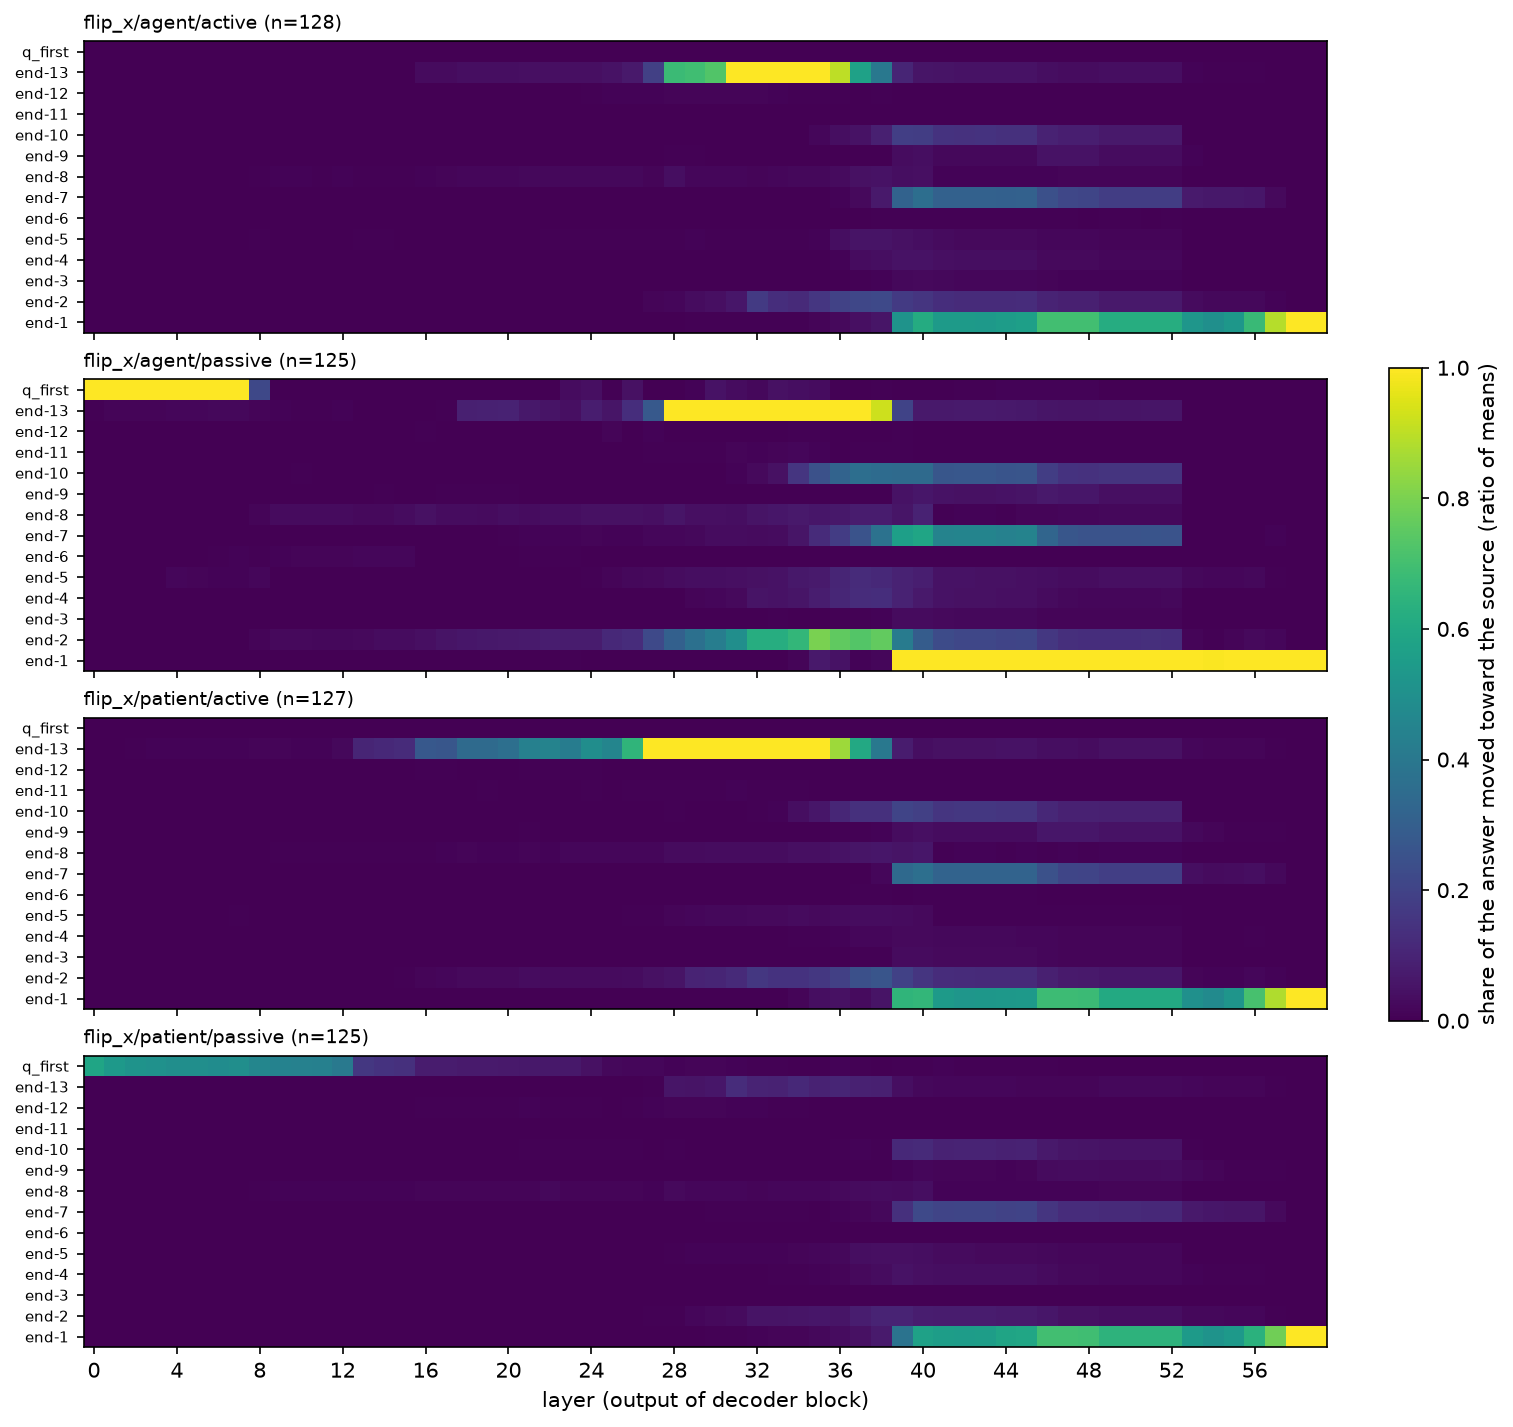 flip_x/agent/active (n=128)
q_first
end-13
end-12
end-11
end-10
end-9
end-8
end-7
end-6
end-5
end-4
end-3
end-2
end-1
flip_x/agent/passive (n=125)
q_first
end-13
end-12
end-11
end-10
end-9
end-8
end-7
end-6
end-5
end-4
end-3
end-2
end-1
flip_x/patient/active (n=127)
q_first
end-13
end-12
end-11
end-10
end-9
end-8
end-7
end-6
end-5
end-4
end-3
end-2
end-1
flip_x/patient/passive (n=125)
q_first
end-13
end-12
end-11
end-10
end-9
end-8
end-7
end-6
end-5
end-4
end-3
end-2
end-1
0 4 8 12 16 20 24 28 32 36 40 44 48 52 56
layer (output of decoder block)
1.0
0.8
0.6
0.4
0.2
0.0
share of the answer moved toward the source (ratio of means)